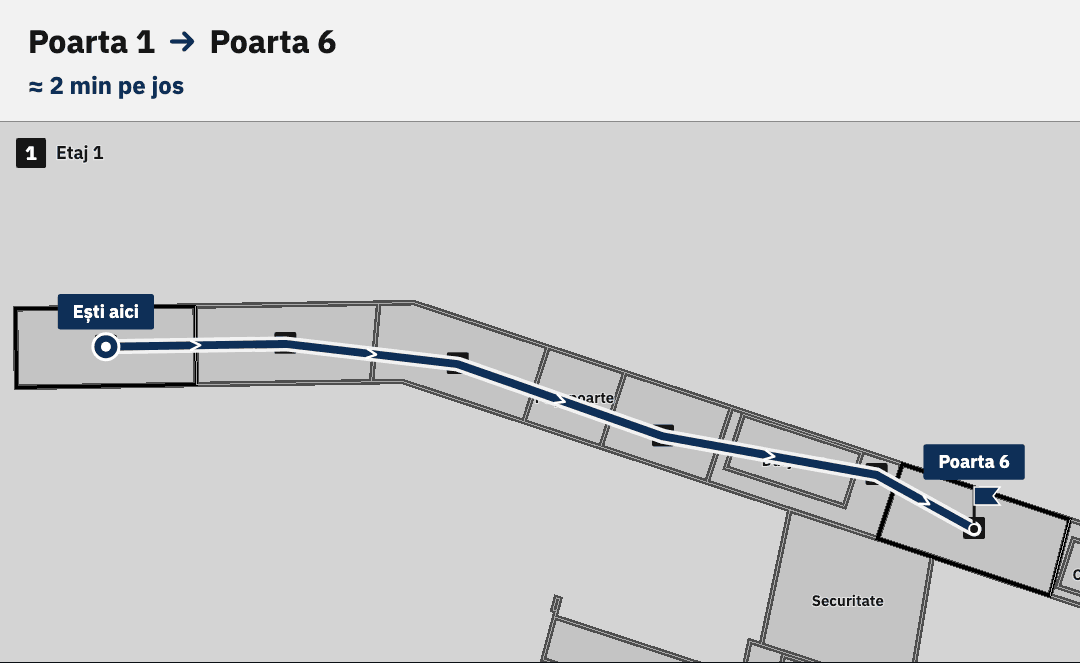 Poarta 1 → Poarta 6
≈ 2 min pe jos
1 Etaj 1
Ești aici
Poarta 6
Securitate